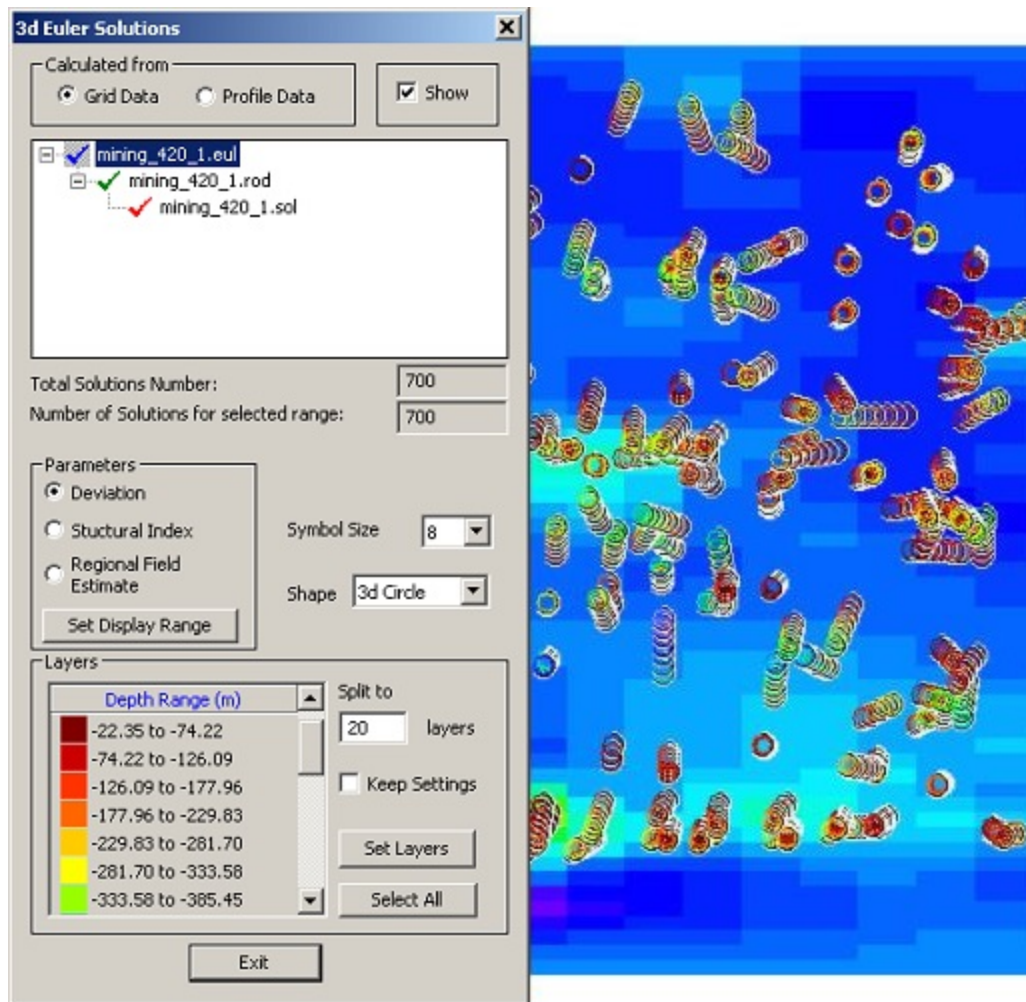 3d Euler Solutions
Calculated from
Grid Data
Profile Data
Show
mining_420_1.eul
mining_420_1.rod
mining_420_1.sol
Total Solutions Number:
700
Number of Solutions for selected range:
700
Parameters
Deviation
Stuctural Index
Regional Field
Estimate
Set Display Range
Symbol Size
8
Shape
3d Circle
Layers
Depth Range (m)
-22.35 to -74.22
-74.22 to -126.09
-126.09 to -177.96
-177.96 to -229.83
-229.83 to -281.70
-281.70 to -333.58
-333.58 to -385.45
Split to
20
layers
Keep Settings
Set Layers
Select All
Exit